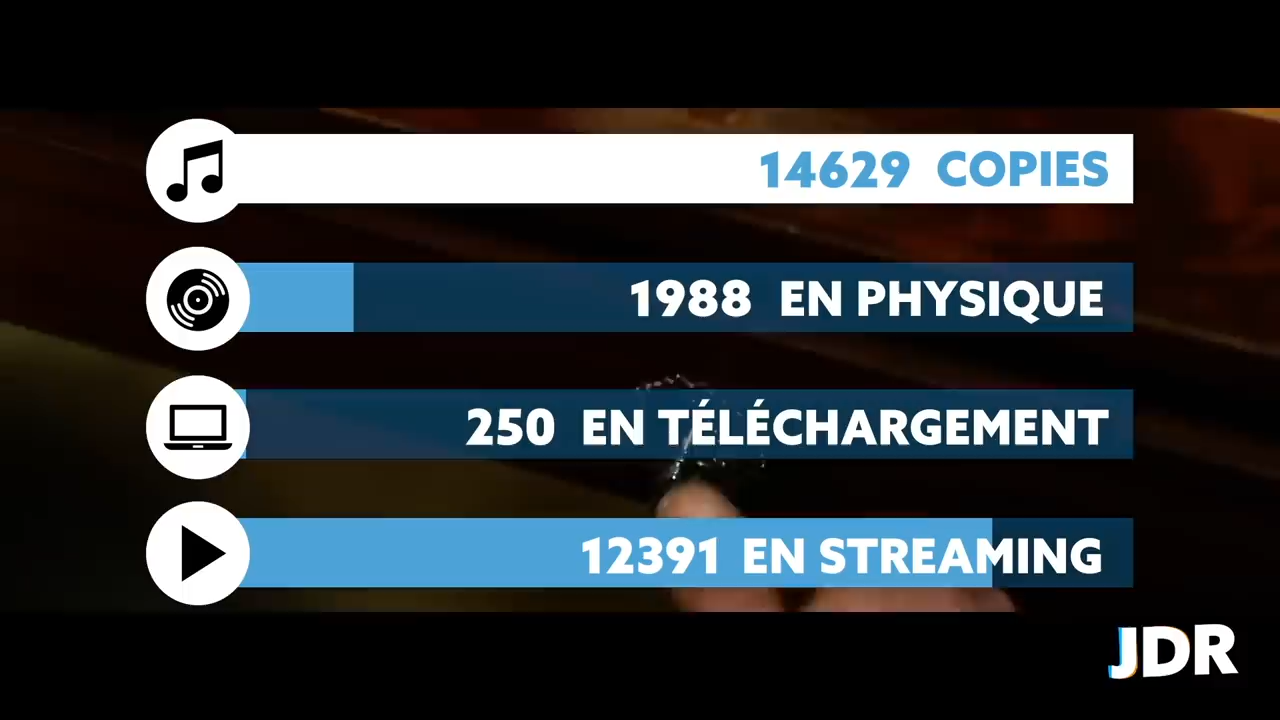 14629 COPIES
1988 EN PHYSIQUE
250 EN TÉLÉCHARGEMENT
12391 EN STREAMING
JDR